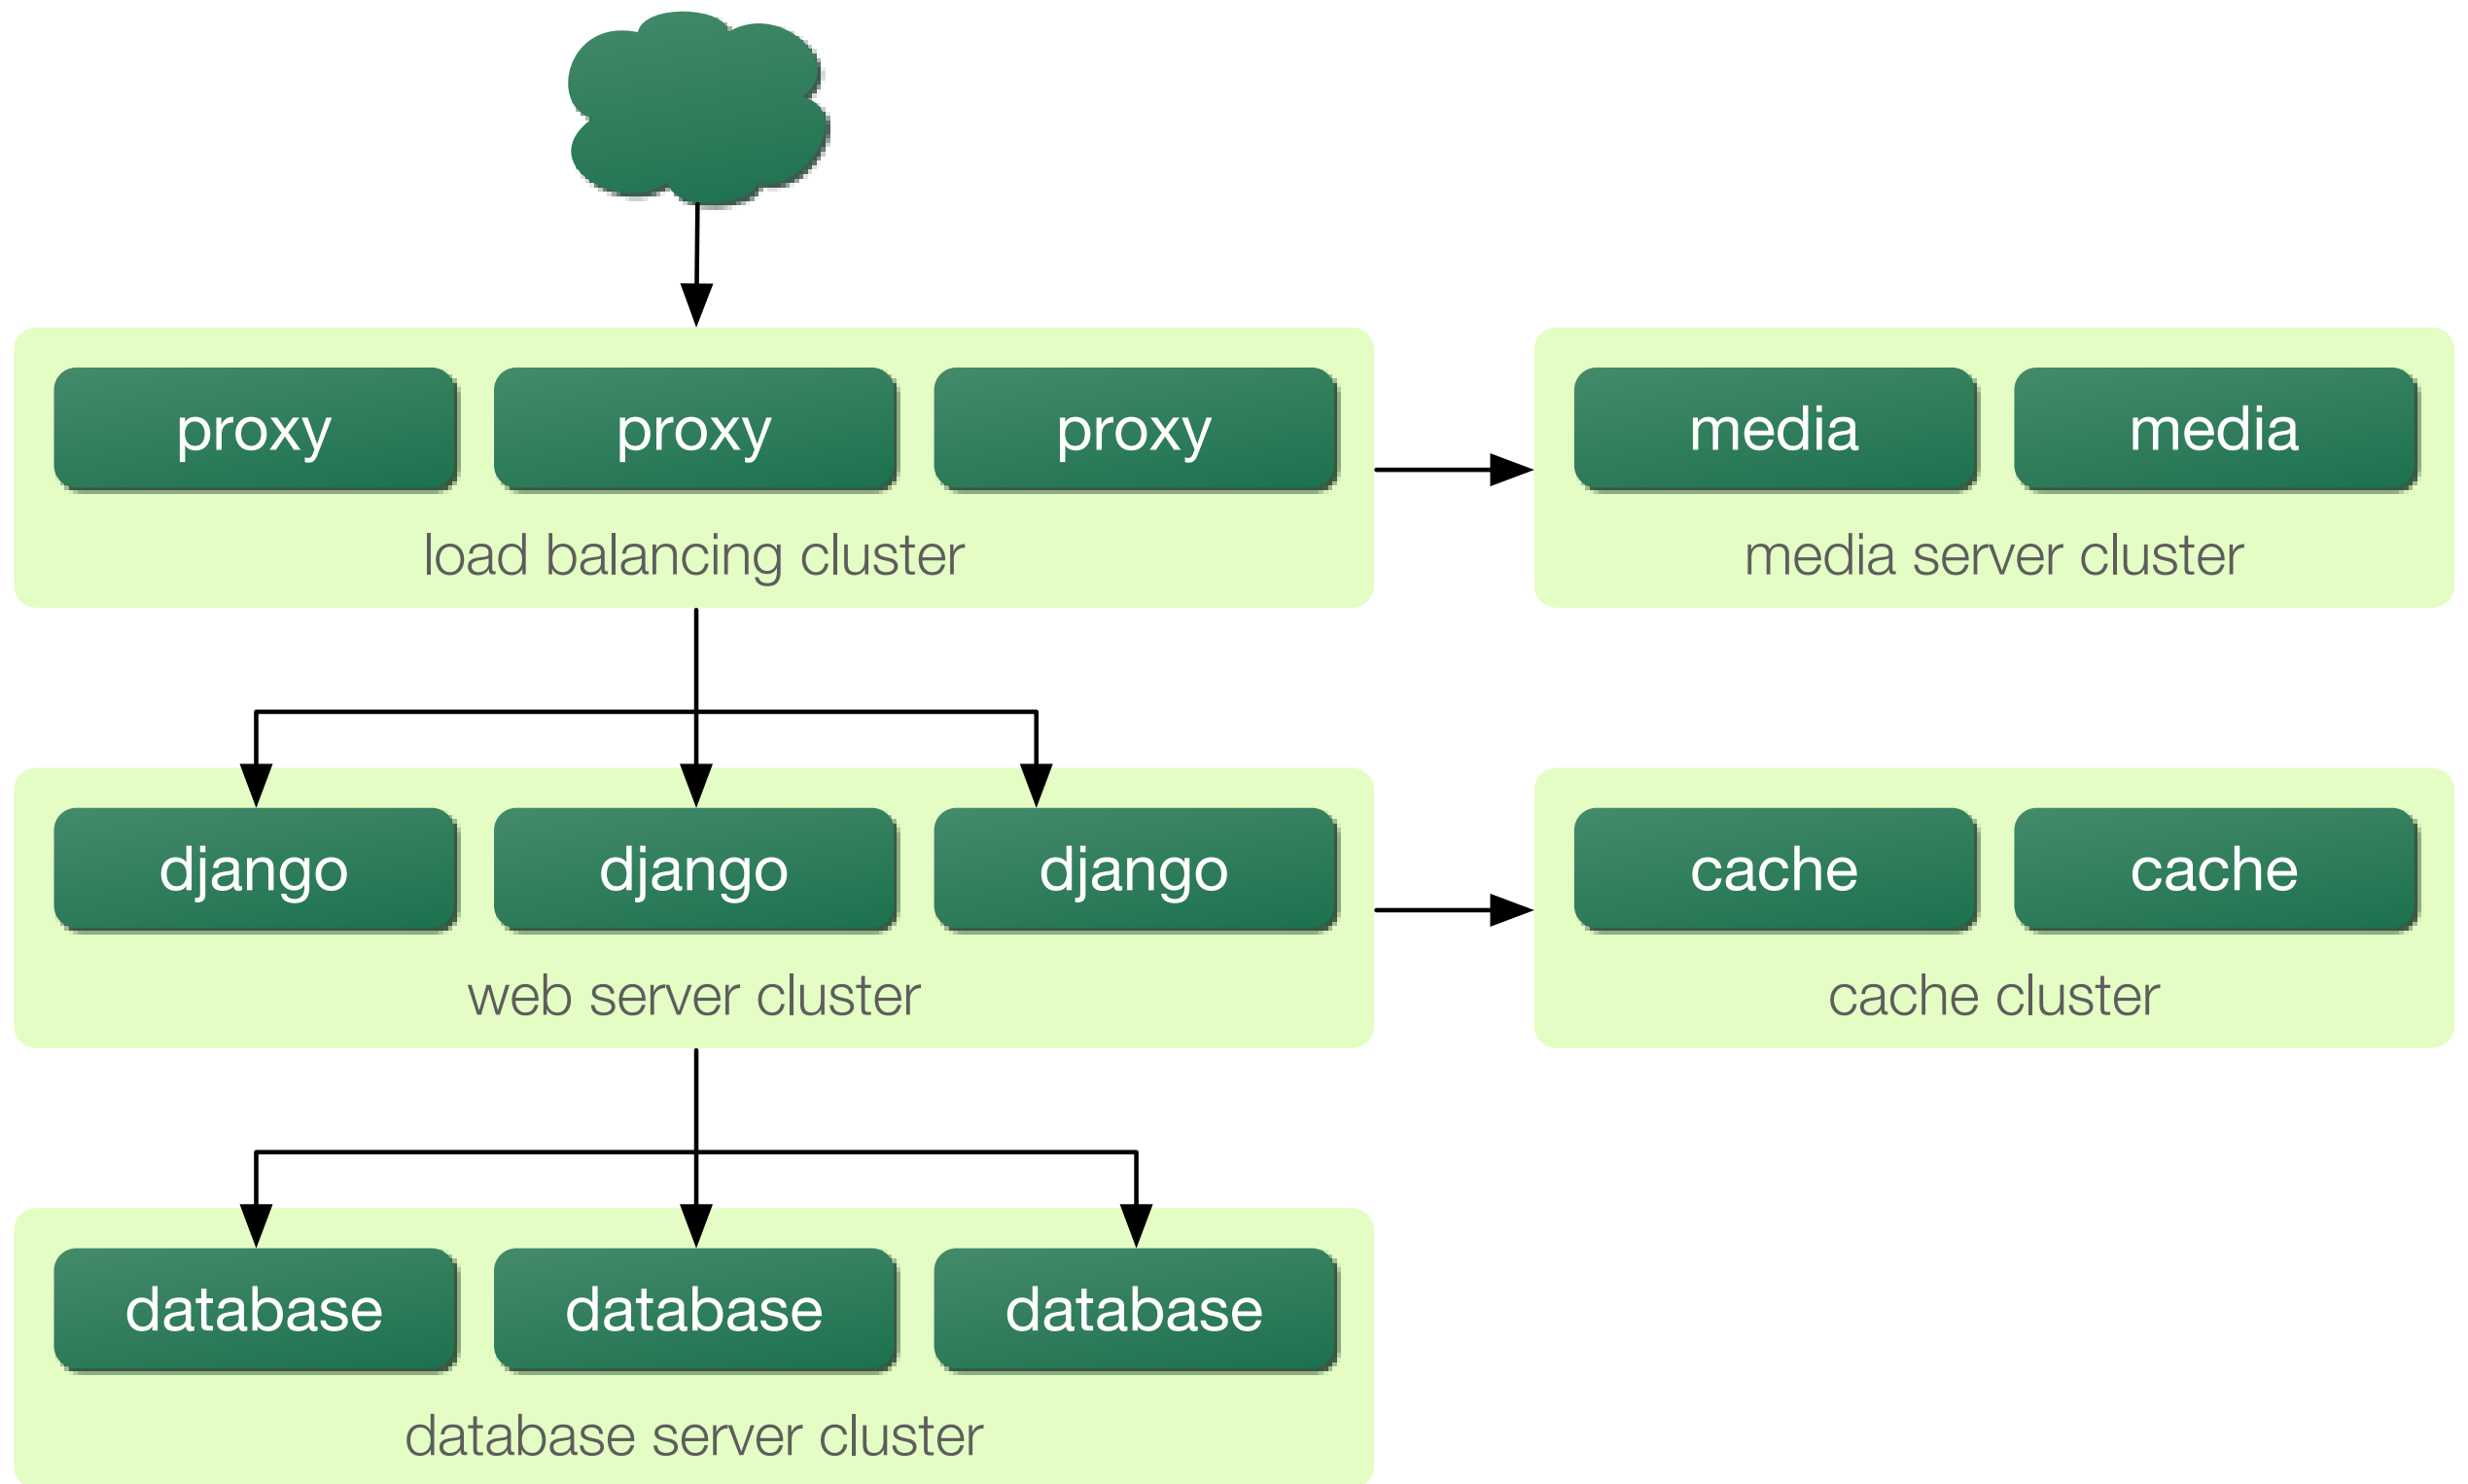 proxy
proxy
proxy
load balancing cluster
media
media
media server cluster
django
django
django
web server cluster
cache
cache
cache cluster
database
database
database
database server cluster